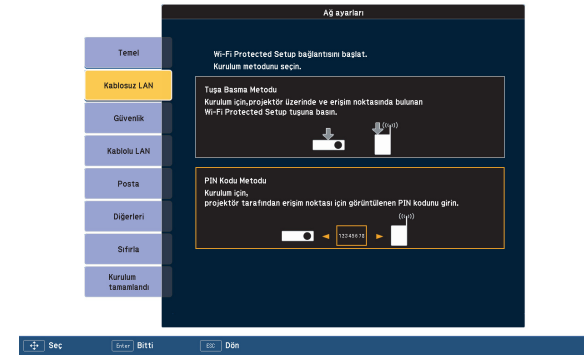 Ağ ayarları
Temel
Kablosuz LAN
Güvenlik
Kablolu LAN
Posta
Diğerleri
Sıfırla
Kurulum
tamamlandı
Wi-Fi Protected Setup bağlantısını başlat.
Kurulum metodunu seçin.
Tuşa Basma Metodu
Kurulum için,projektör üzerinde ve erişim noktasında bulunan
Wi-Fi Protected Setup tuşuna basın.
PIN Kodu Metodu
Kurulum için,
projektör tarafından erişim noktası için görüntülenen PIN kodunu girin.
12345678
Seç
Enter Bitti
ESC Dön